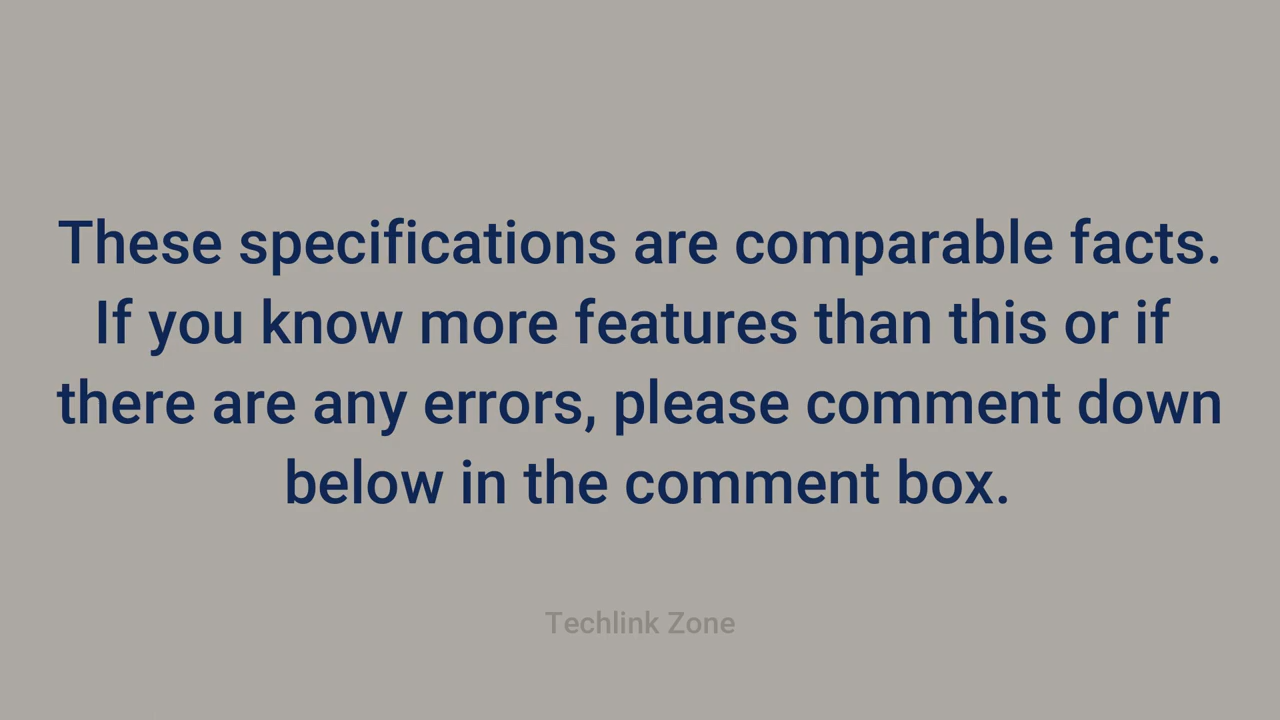 These specifications are comparable facts.
If you know more features than this or if
there are any errors, please comment down
below in the comment box.
Techlink Zone